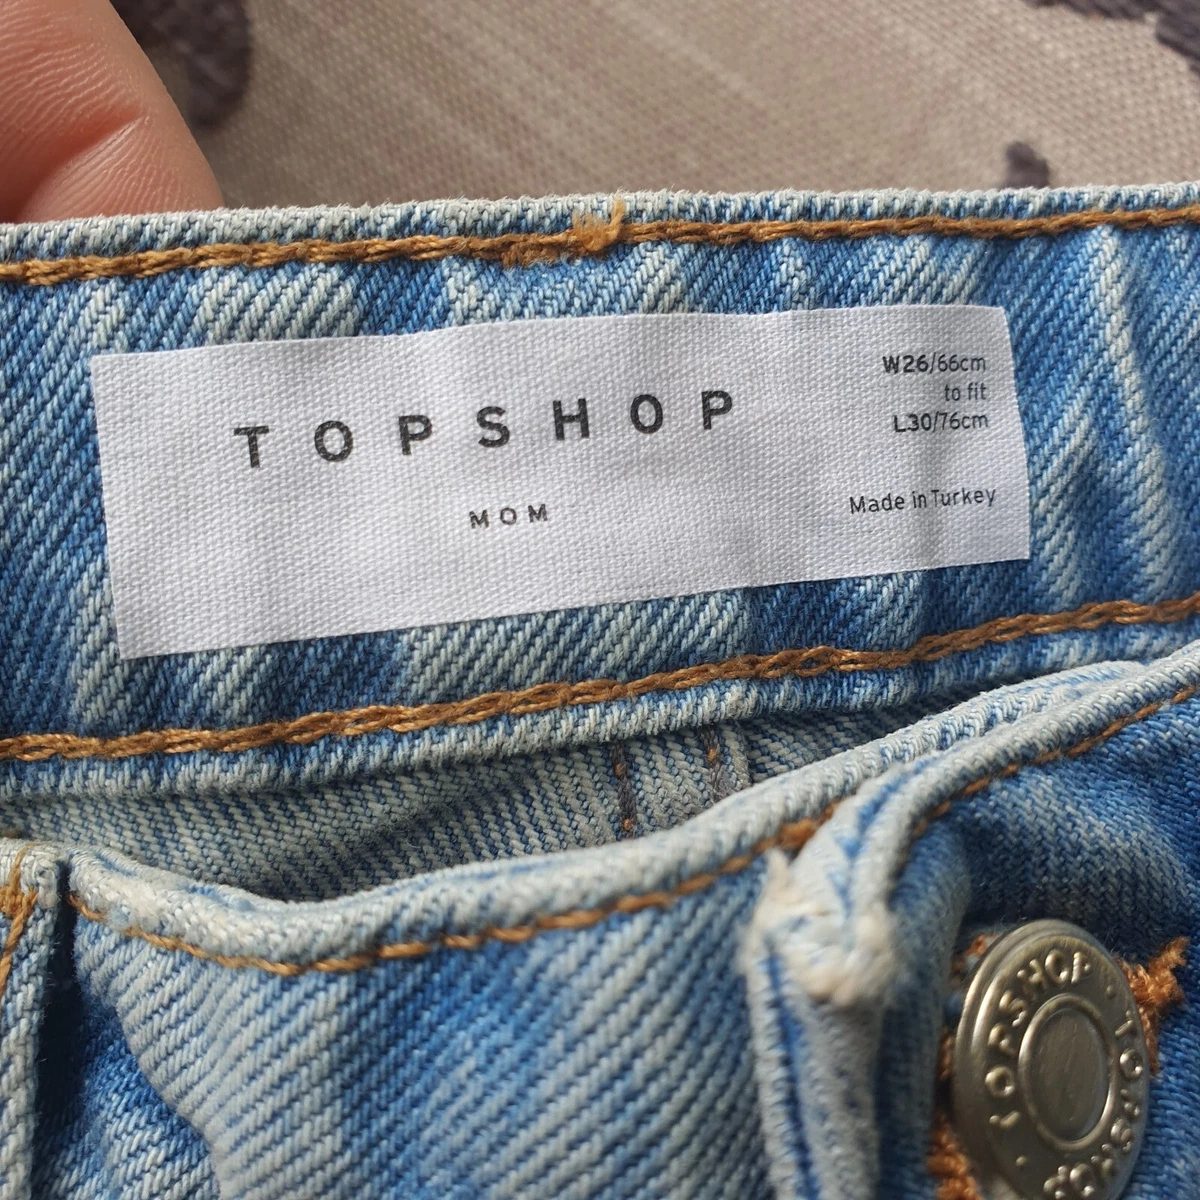 TOPSHOP
MOM
W26/66cm
to fit
L30/76cm
Made in Turkey
TOPSHOP · TOPSHOP ·